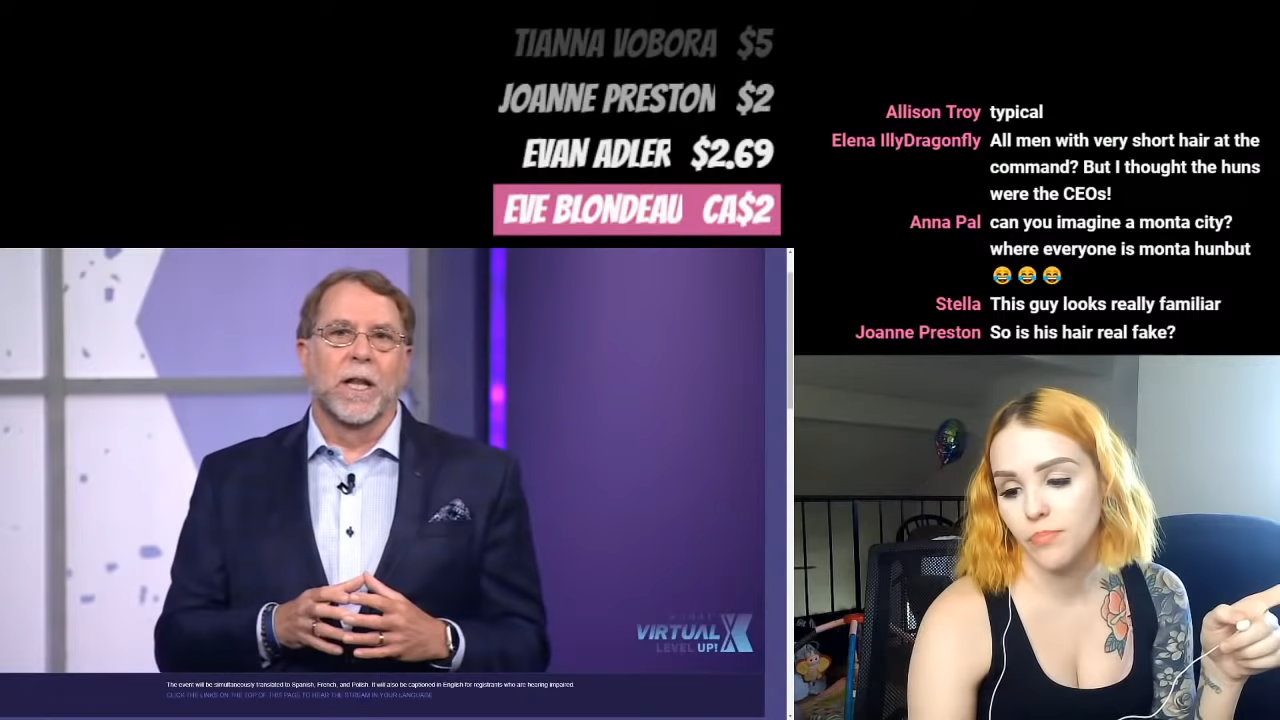 TIANNA VOBORA $5
JOANNE PRESTON $2
EVAN ADLER $2.69
EVE BLONDEAU CA$2
Allison Troy typical
Elena IllyDragonfly All men with very short hair at the
command? But I thought the huns
were the CEOs!
Anna Pal can you imagine a monta city?
where everyone is monta hunbut
😂 😂 😂
Stella This guy looks really familiar
Joanne Preston So is his hair real fake?
VIRTUAL X
LEVEL UP!
The event will be simultaneously translated to Spanish, French, and Polish. It will also be captioned in English for registrants who are hearing impaired.
CLICK THE LINKS ON THE TOP OF THIS PAGE TO HEAR THE STREAM IN YOUR LANGUAGE